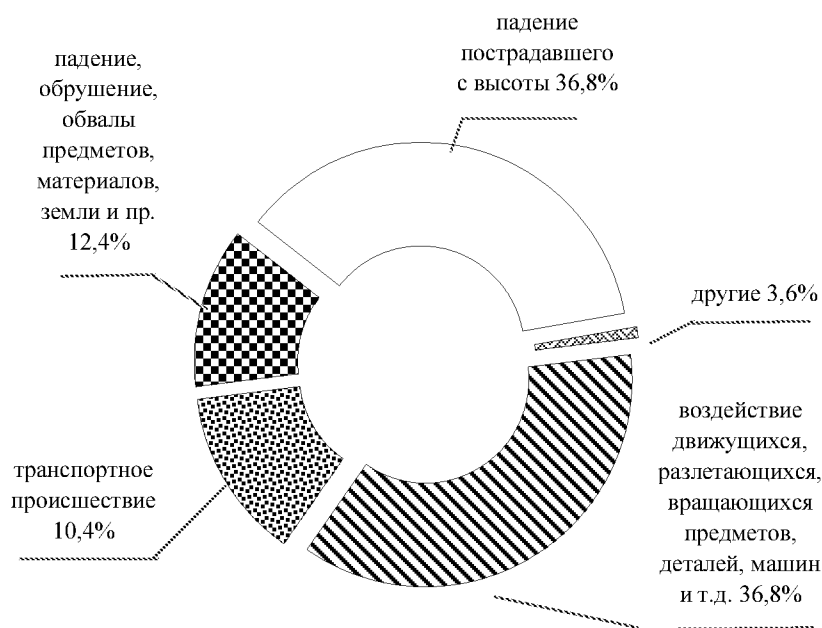 падение
пострадавшего
с высоты 36,8%
падение,
обрушение,
обвалы
предметов,
материалов,
земли и пр.
12,4%
другие 3,6%
воздействие
движущихся,
разлетающихся,
вращающихся
предметов,
деталей, машин
и т.д. 36,8%
транспортное
происшествие
10,4%